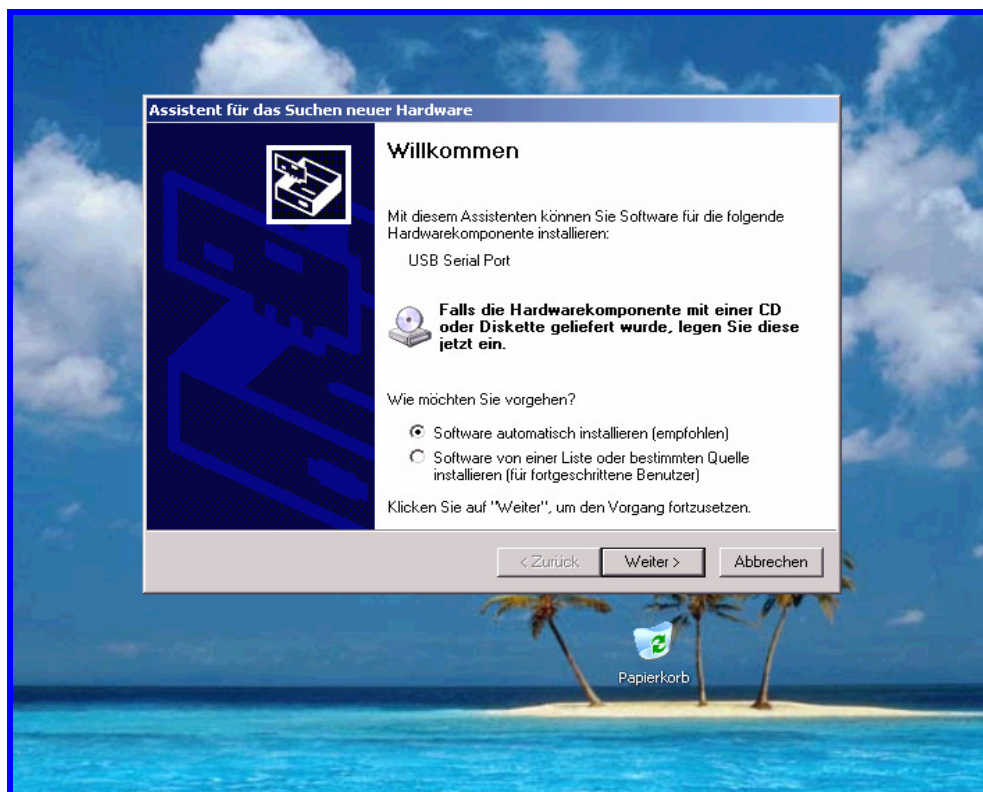 Assistent für das Suchen neuer Hardware
Willkommen
Mit diesem Assistenten können Sie Software für die folgende
Hardwarekomponente installieren:
USB Serial Port
Falls die Hardwarekomponente mit einer CD
oder Diskette geliefert wurde, legen Sie diese
jetzt ein.
Wie möchten Sie vorgehen?
Software automatisch installieren (empfohlen)
Software von einer Liste oder bestimmten Quelle
installieren (für fortgeschrittene Benutzer)
Klicken Sie auf "Weiter", um den Vorgang fortzusetzen.
< Zurück Weiter > Abbrechen
Papierkorb